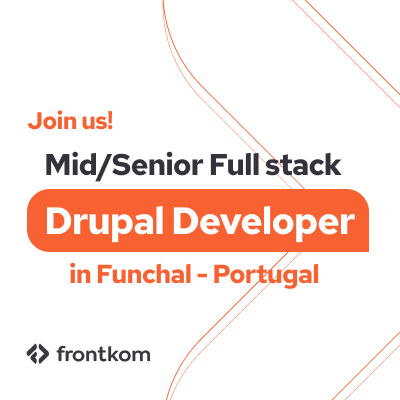 Join us!
Mid/Senior Full stack
Drupal Developer
in Funchal - Portugal
frontkom